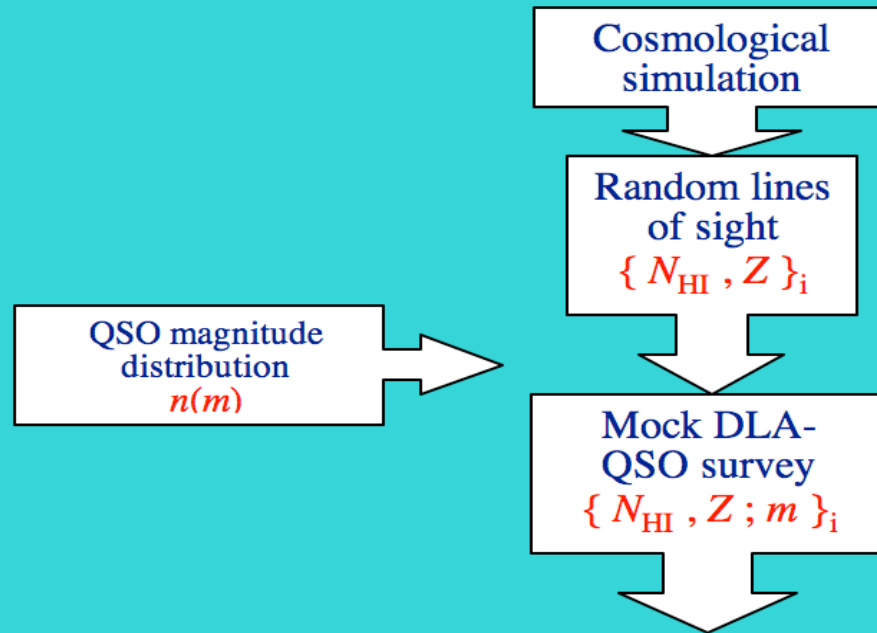 Cosmological
simulation
Random lines
of sight
{ N_HI , Z }_i
QSO magnitude
distribution
n(m)
Mock DLA-
QSO survey
{ N_HI , Z ; m }_i